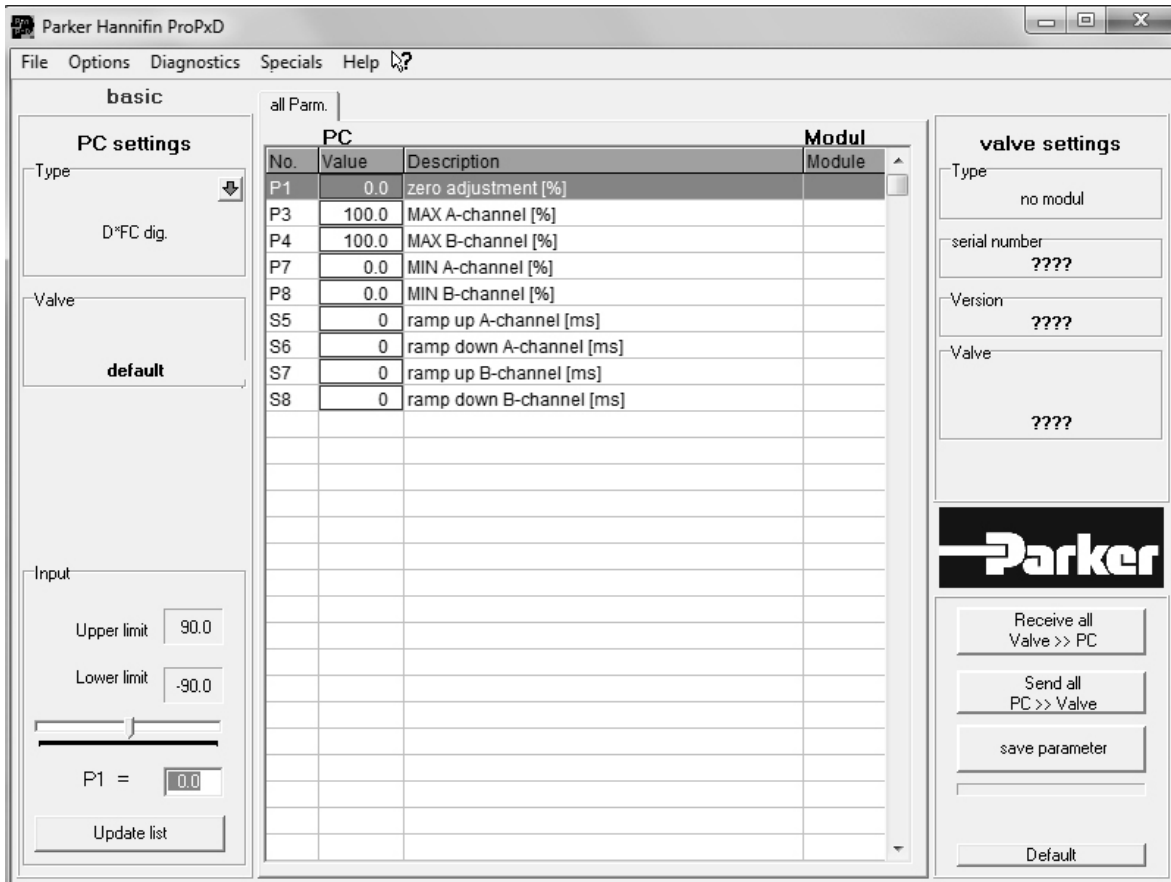 Parker Hannifin ProPxD
File Options Diagnostics Specials Help
basic
PC settings
Type
D*FC dig.
Valve
default
Input
Upper limit 90.0
Lower limit -90.0
P1 = 0.0
Update list
all Parm.
PC Modul
No. Value Description Module
P1 0.0 zero adjustment [%]
P3 100.0 MAX A-channel [%]
P4 100.0 MAX B-channel [%]
P7 0.0 MIN A-channel [%]
P8 0.0 MIN B-channel [%]
S5 0 ramp up A-channel [ms]
S6 0 ramp down A-channel [ms]
S7 0 ramp up B-channel [ms]
S8 0 ramp down B-channel [ms]
valve settings
Type
no modul
serial number
????
Version
????
Valve
????
Parker
Receive all
Valve >> PC
Send all
PC >> Valve
save parameter
Default